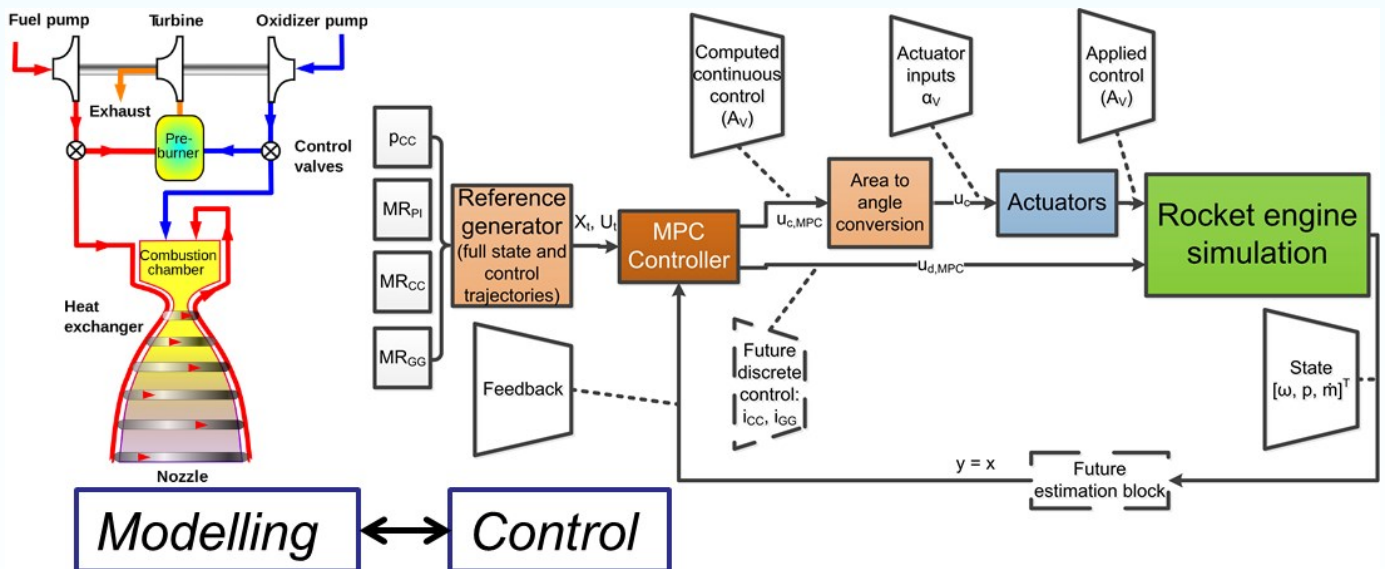 Fuel pump
Turbine
Oxidizer pump
Exhaust
Pre-
burner
Control
valves
Combustion
chamber
Heat
exchanger
Nozzle
Modelling
Control
pCC
MRPI
MRCC
MRGG
Reference
generator
(full state and
control
trajectories)
Xt, Ut
MPC
Controller
Computed
continuous
control
(AV)
uc,MPC
Area to
angle
conversion
Actuator
inputs
αV
uc
Actuators
Applied
control
(AV)
Rocket engine
simulation
ud,MPC
Feedback
Future
discrete
control:
iCC, iGG
State
[ω, p, ṁ]T
y = x
Future
estimation block